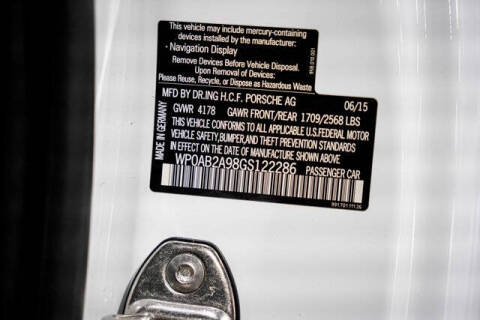 This vehicle may include mercury-containing
devices installed by the manufacturer:
- Navigation Display
Remove Devices Before Vehicle Disposal.
Upon Removal of Devices:
Please Reuse, Recycle, or Dispose as Hazardous Waste
MFD BY DR.ING H.C.F. PORSCHE AG 06/15
GVWR 4178 GAWR FRONT/REAR 1709/2568 LBS
THIS VEHICLE CONFORMS TO ALL APPLICABLE U.S.FEDERAL MOTOR
VEHICLE SAFETY,BUMPER,AND THEFT PREVENTION STANDARDS
IN EFFECT ON THE DATE OF MANUFACTURE SHOWN ABOVE
WP0AB2A98GS122286 PASSENGER CAR
MADE IN GERMANY